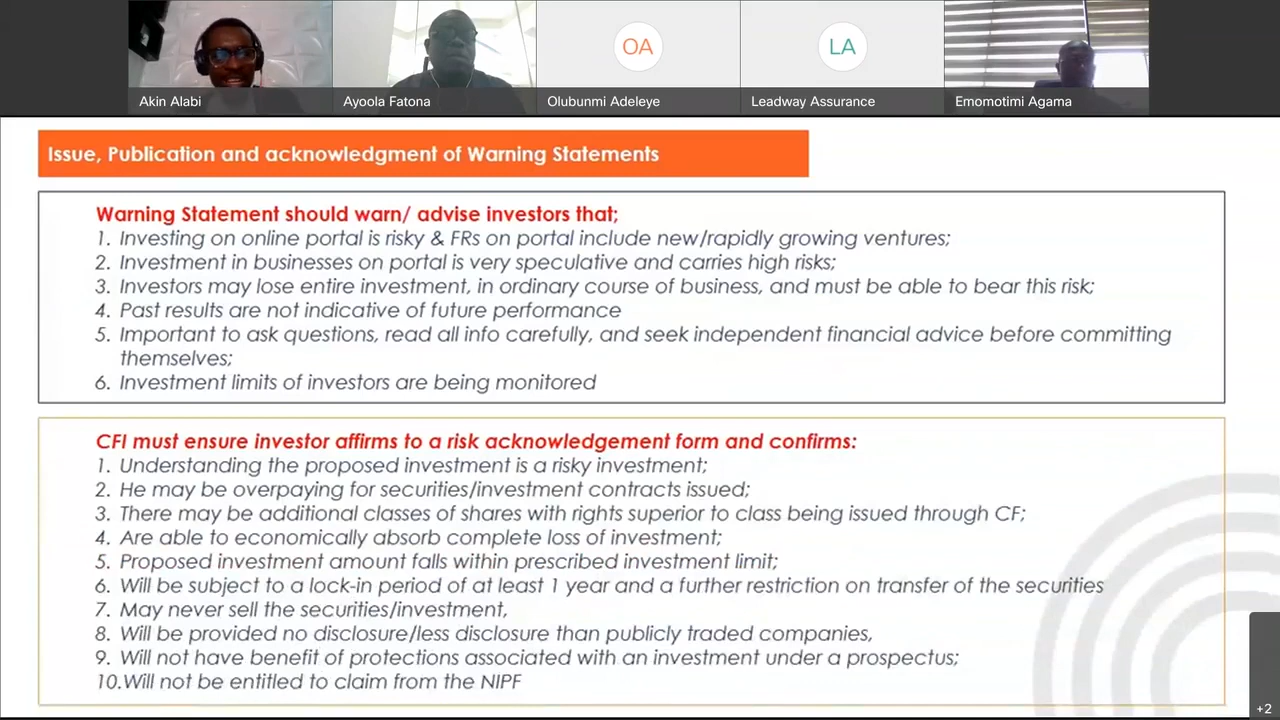 OA
LA
Akin Alabi
Ayoola Fatona
Olubunmi Adeleye
Leadway Assurance
Emomotimi Agama
Issue, Publication and acknowledgment of Warning Statements
Warning Statement should warn/ advise investors that;
1. Investing on online portal is risky & FRs on portal include new/rapidly growing ventures;
2. Investment in businesses on portal is very speculative and carries high risks;
3. Investors may lose entire investment, in ordinary course of business, and must be able to bear this risk;
4. Past results are not indicative of future performance
5. Important to ask questions, read all info carefully, and seek independent financial advice before committing
themselves;
6. Investment limits of investors are being monitored
CFI must ensure investor affirms to a risk acknowledgement form and confirms:
1. Understanding the proposed investment is a risky investment;
2. He may be overpaying for securities/investment contracts issued;
3. There may be additional classes of shares with rights superior to class being issued through CF;
4. Are able to economically absorb complete loss of investment;
5. Proposed investment amount falls within prescribed investment limit;
6. Will be subject to a lock-in period of at least 1 year and a further restriction on transfer of the securities
7. May never sell the securities/investment,
8. Will be provided no disclosure/less disclosure than publicly traded companies,
9. Will not have benefit of protections associated with an investment under a prospectus;
10.Will not be entitled to claim from the NIPF
+2